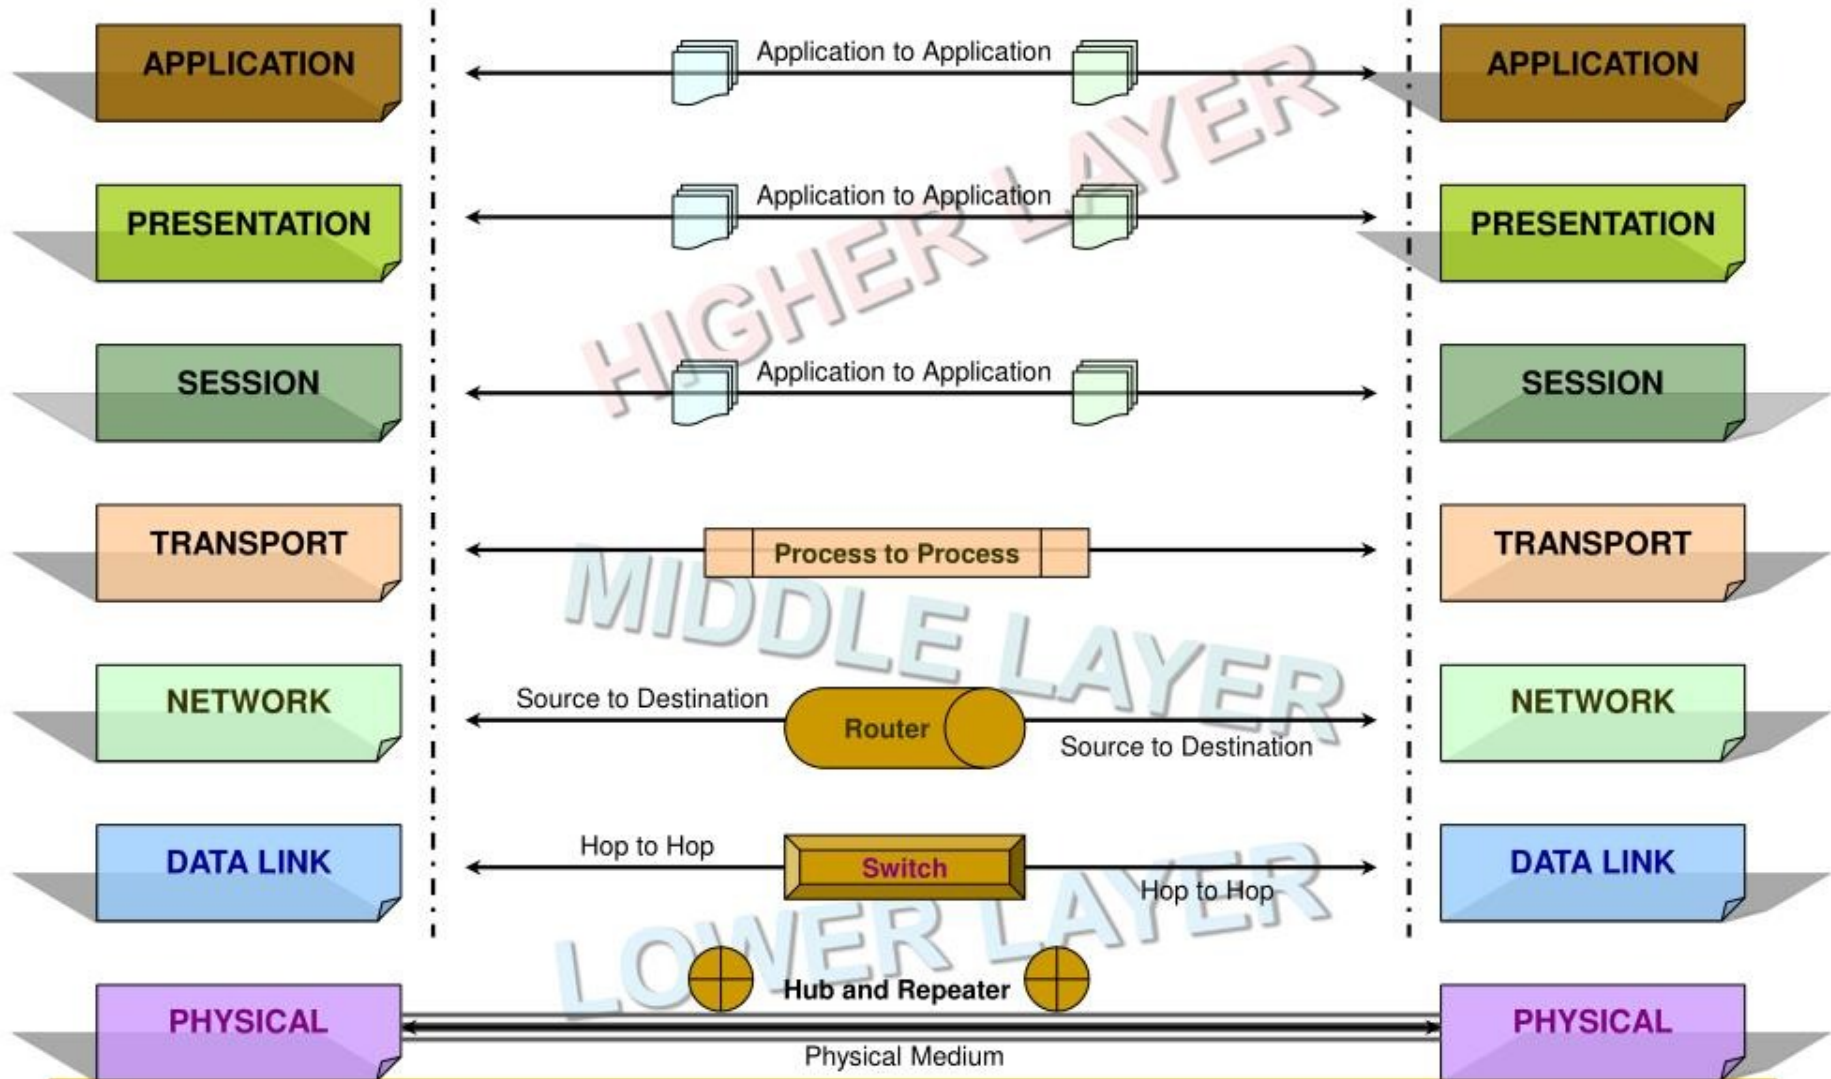 APPLICATION
Application to Application
APPLICATION
PRESENTATION
Application to Application
PRESENTATION
HIGHER LAYER
SESSION
Application to Application
SESSION
TRANSPORT
Process to Process
TRANSPORT
MIDDLE LAYER
NETWORK
Source to Destination
Router
Source to Destination
NETWORK
DATA LINK
Hop to Hop
Switch
Hop to Hop
DATA LINK
LOWER LAYER
Hub and Repeater
PHYSICAL
Physical Medium
PHYSICAL